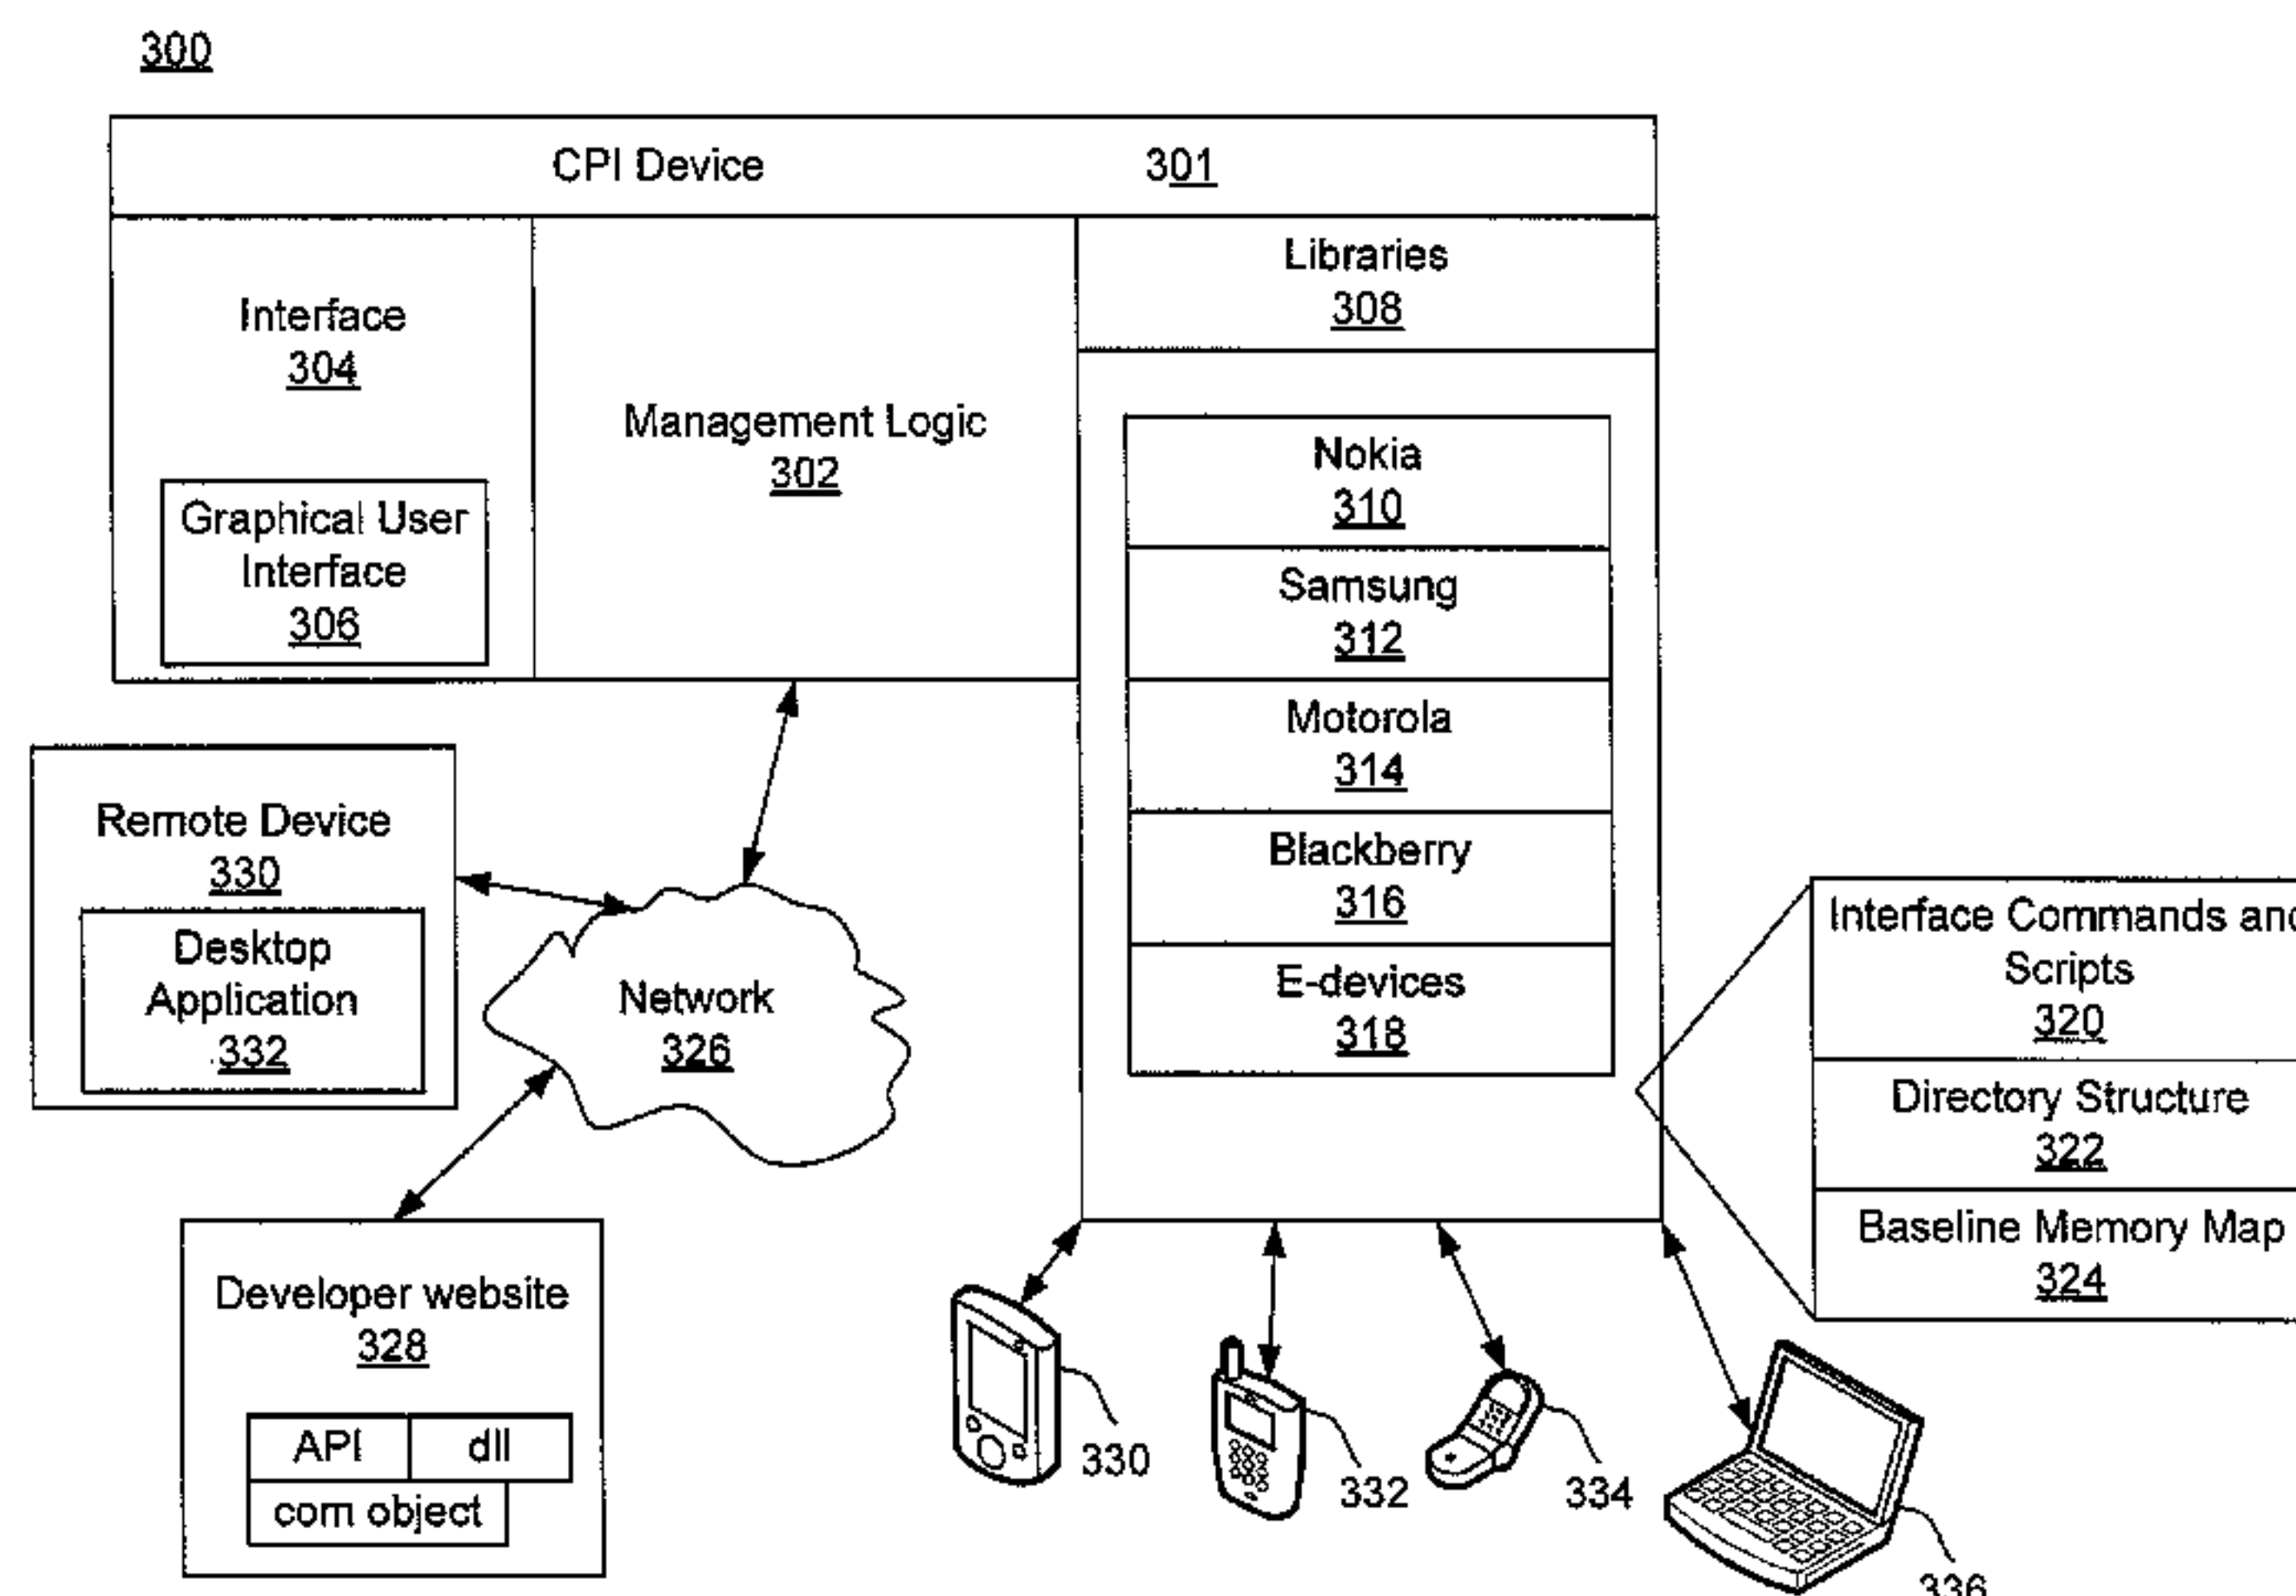 300
CPI Device 301
Interface
304
Graphical User
Interface
306
Management Logic
302
Libraries
308
Nokia
310
Samsung
312
Motorola
314
Blackberry
316
E-devices
318
Interface Commands and
Scripts
320
Directory Structure
322
Baseline Memory Map
324
Remote Device
330
Desktop
Application
332
Network
326
Developer website
328
API dll
com object
330
332
334
336